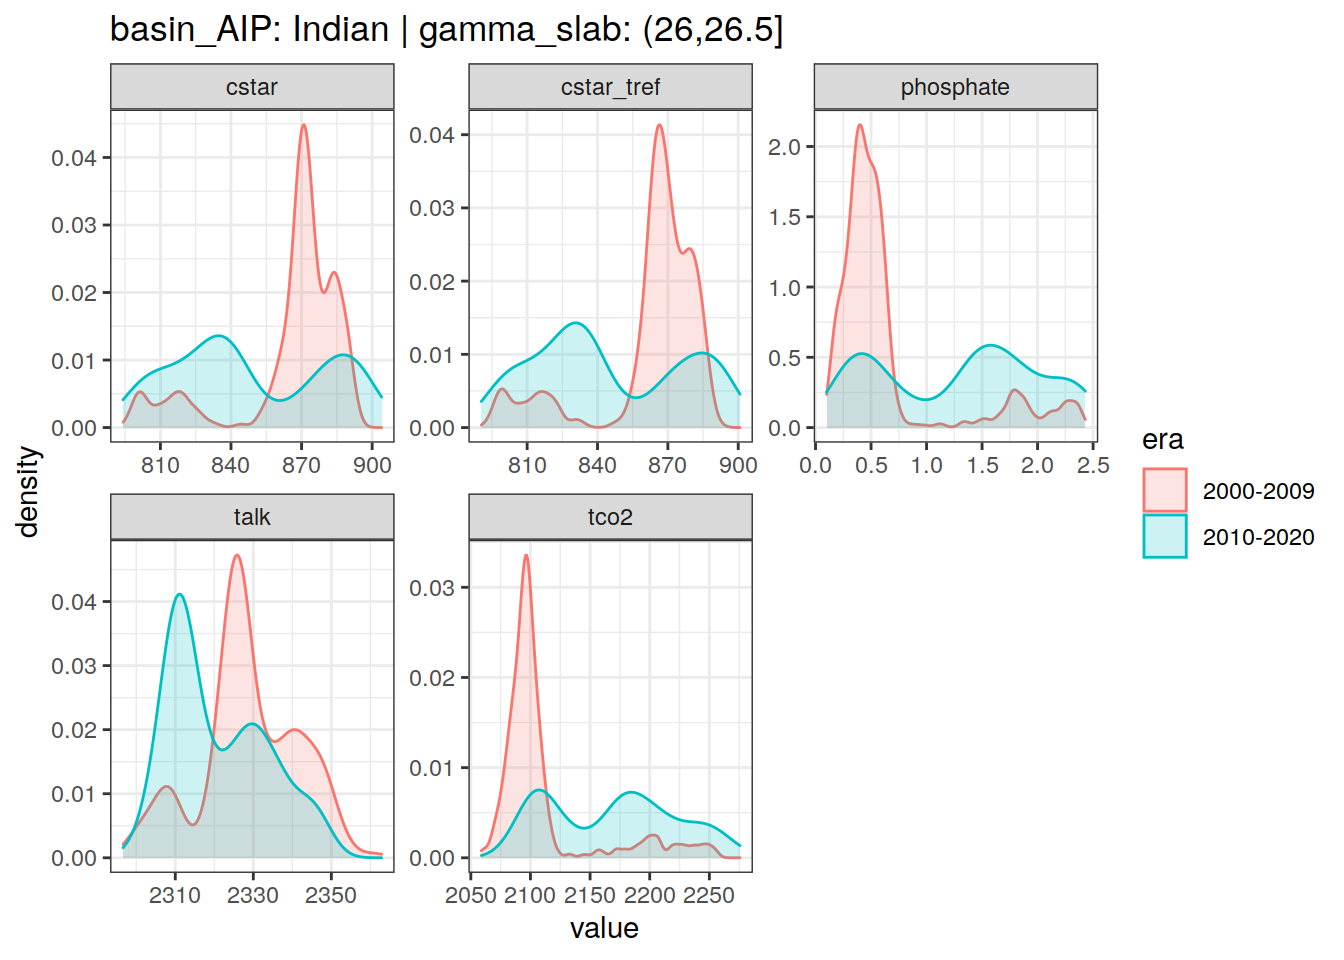 basin_AIP: Indian | gamma_slab: (26,26.5]
cstar
cstar_tref
phosphate
0.04
0.03
0.02
0.01
0.00
810 840 870 900
0.04
0.03
0.02
0.01
0.00
810 840 870 900
2.0
1.5
1.0
0.5
0.0
0.0 0.5 1.0 1.5 2.0 2.5
density
talk
tco2
0.04
0.03
0.02
0.01
0.00
2310 2330 2350
0.03
0.02
0.01
0.00
2050 2100 2150 2200 2250
value
era
2000-2009
2010-2020